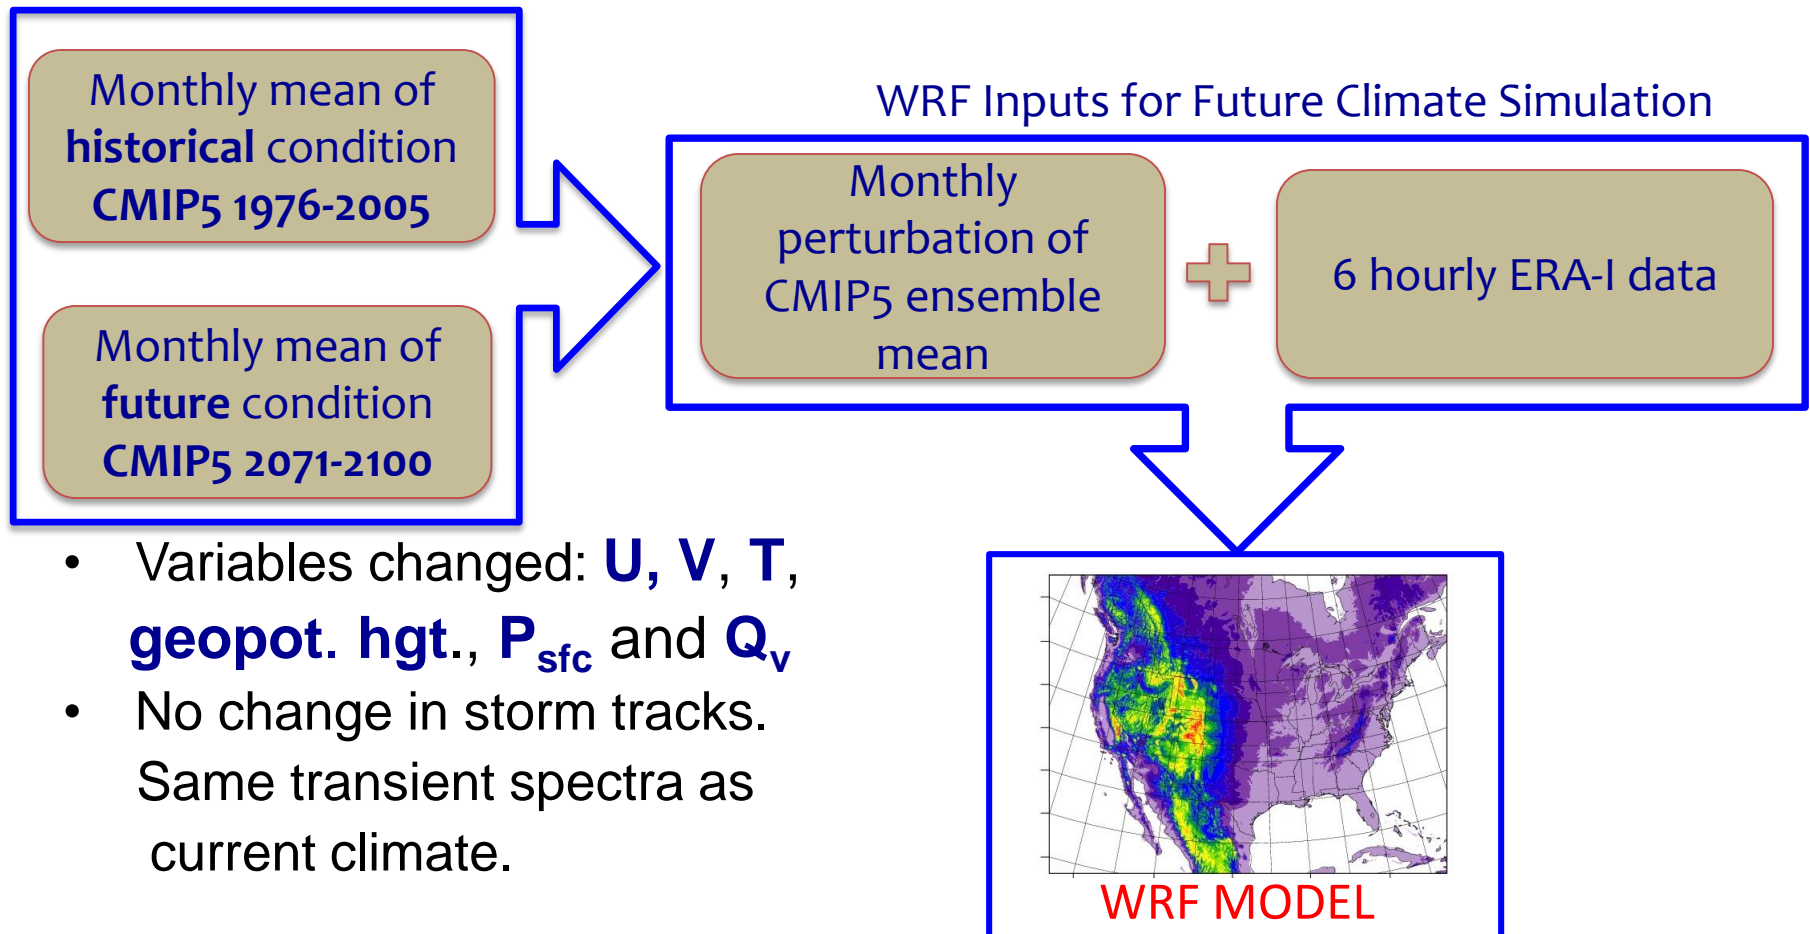 Monthly mean of
historical condition
CMIP5 1976-2005
Monthly mean of
future condition
CMIP5 2071-2100
WRF Inputs for Future Climate Simulation
Monthly
perturbation of
CMIP5 ensemble
mean
6 hourly ERA-I data
• Variables changed: U, V, T,
geopot. hgt., Psfc and Qv
• No change in storm tracks.
Same transient spectra as
current climate.
WRF MODEL